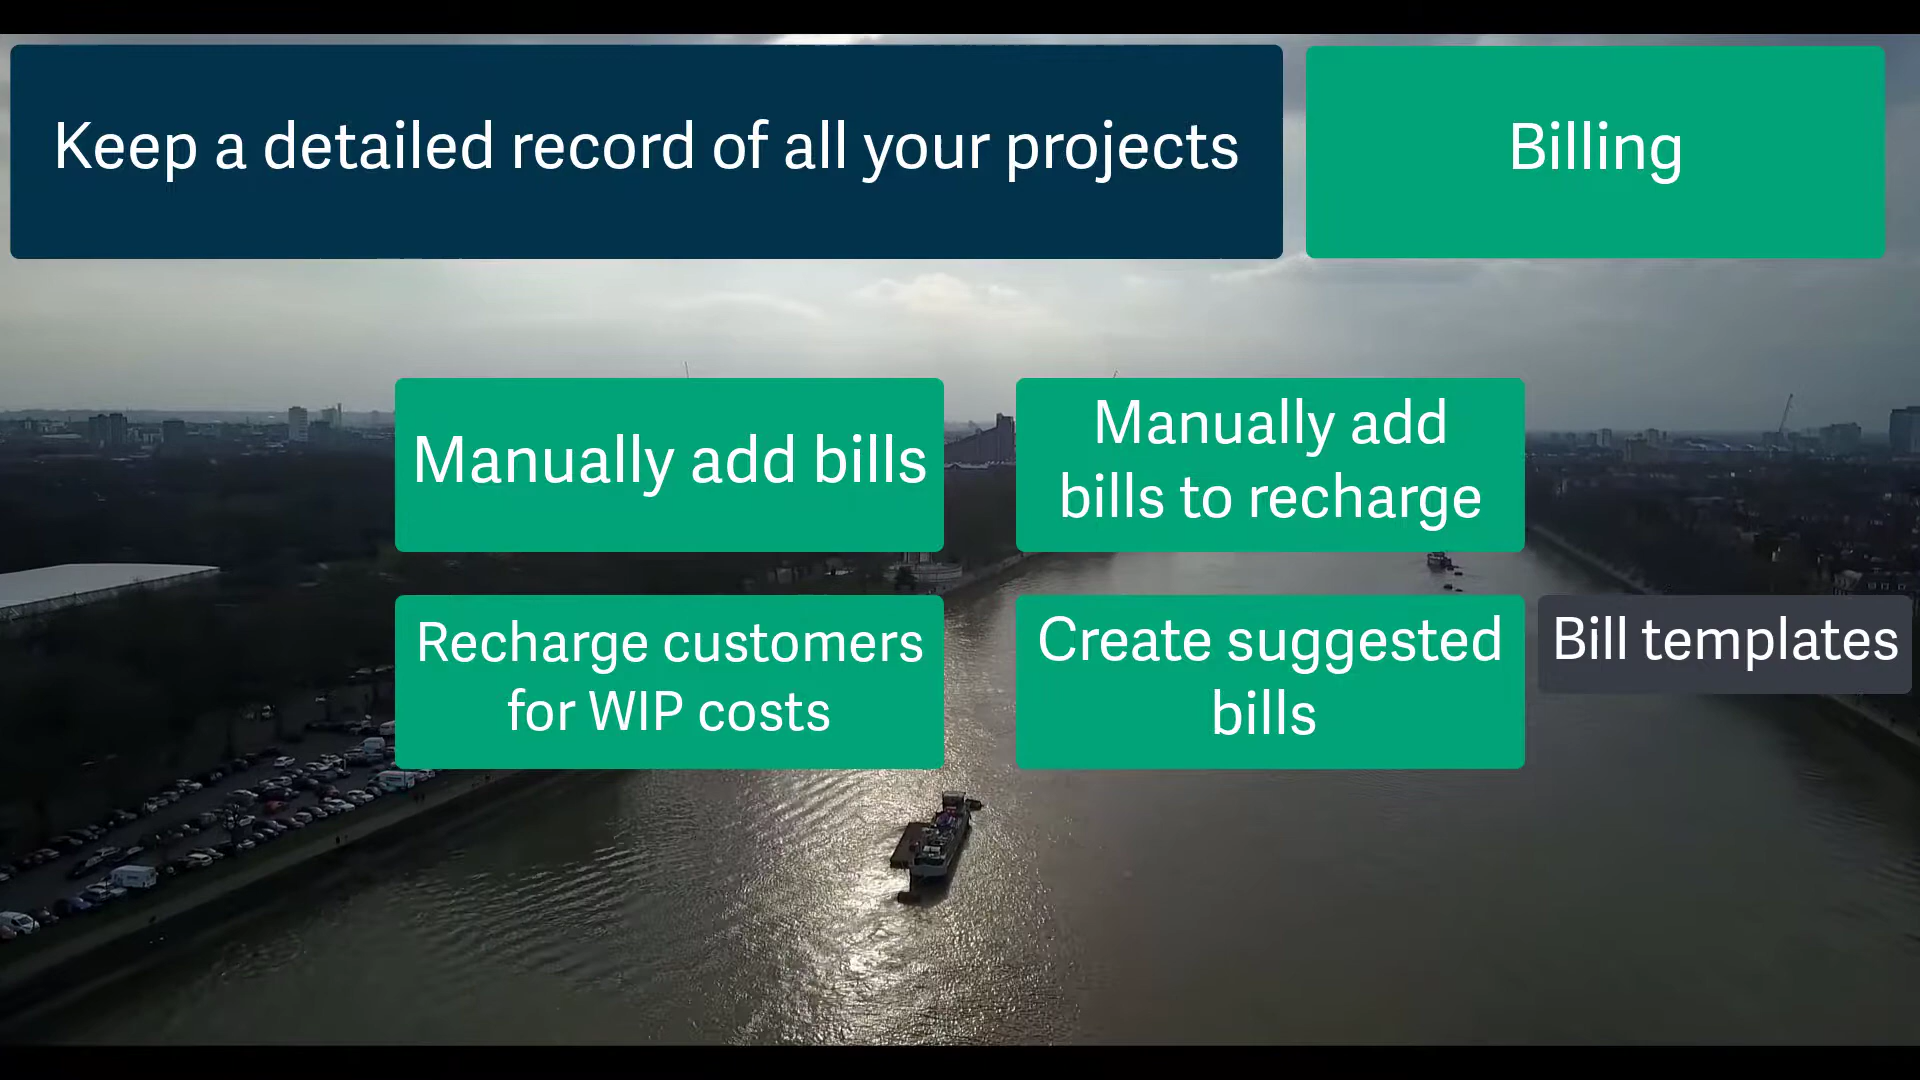 Keep a detailed record of all your projects
Billing
Manually add bills
Manually add
bills to recharge
Recharge customers
for WIP costs
Create suggested
bills
Bill templates